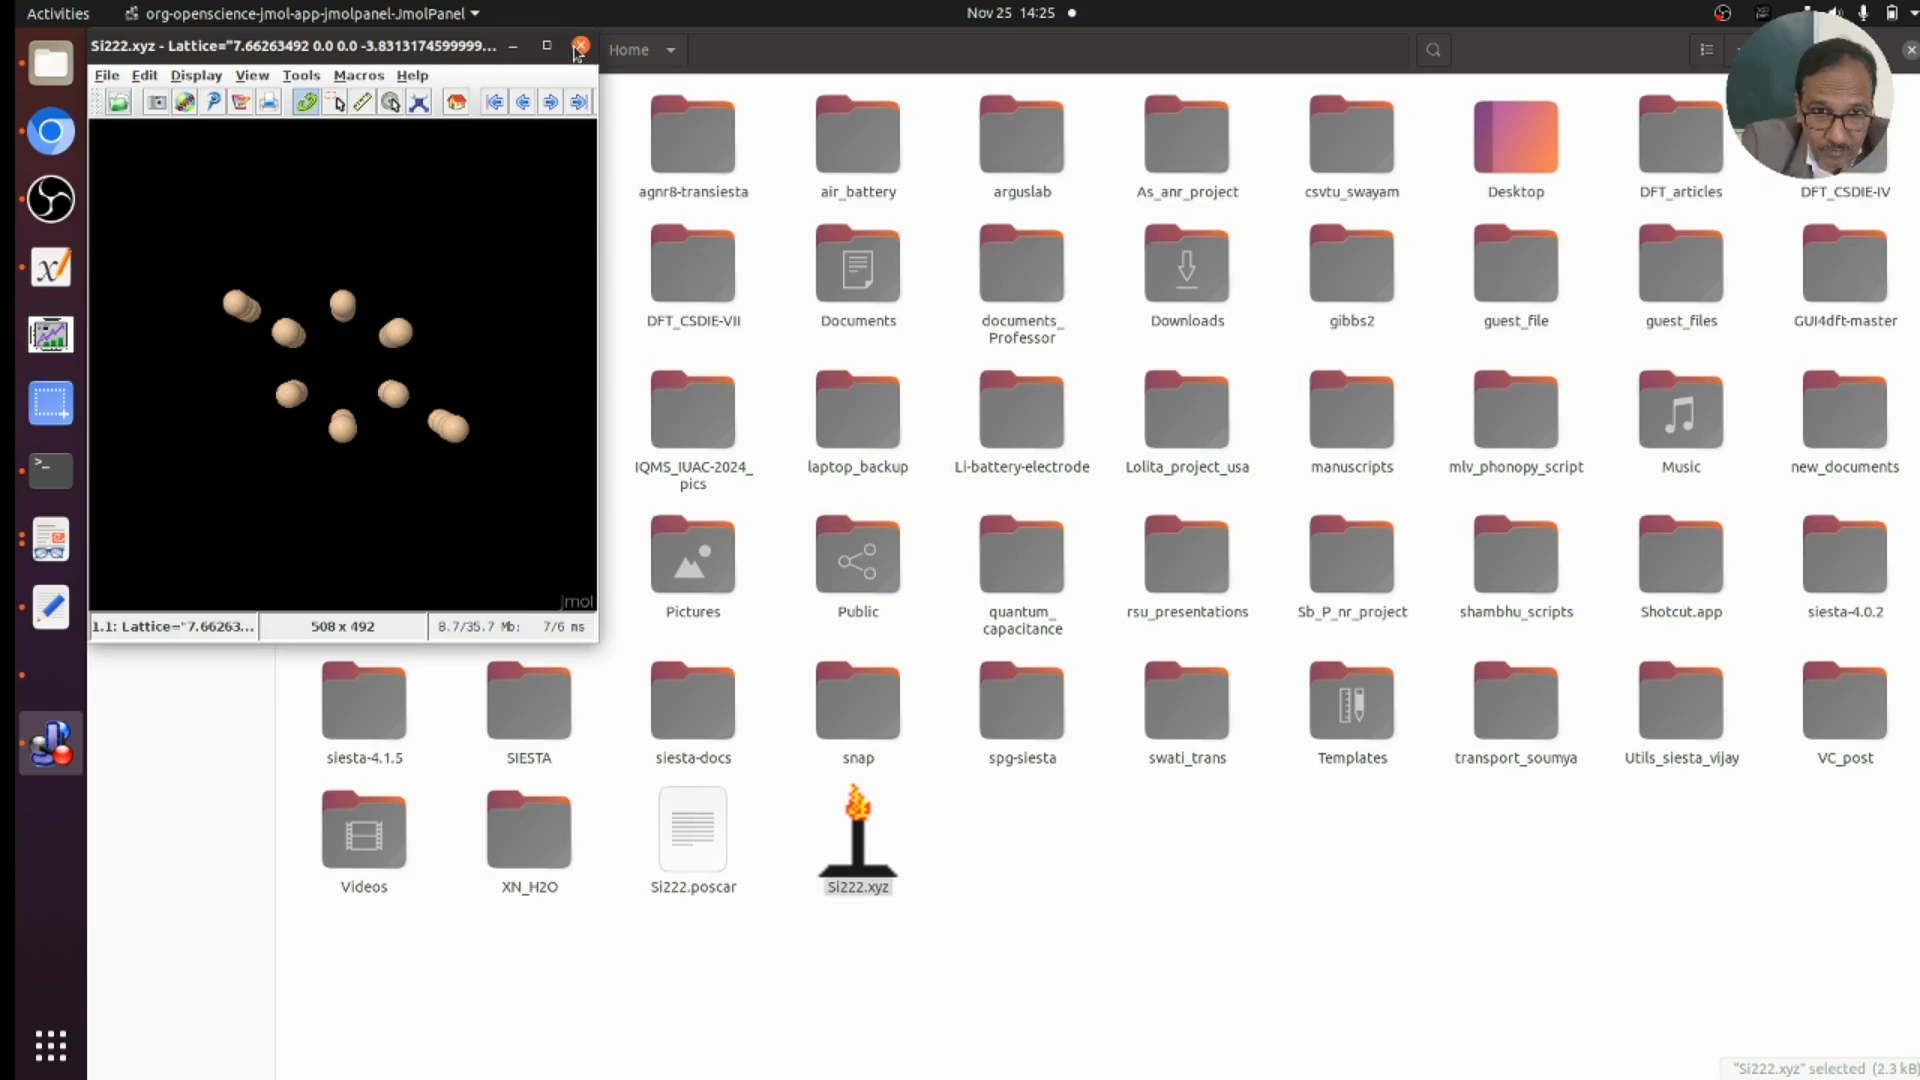 Activities
org-openscience-jmol-app-jmolpanel-JmolPanel
Nov 25 14:25
Si222.xyz - Lattice="7.66263492 0.0 0.0 -3.8313174599999...
Home
File Edit Display View Tools Macros Help
Jmol
1.1: Lattice="7.66263... 508 x 492 8.7/35.7 Mb; 7/6 ms
agnr8-transiesta
air_battery
arguslab
As_anr_project
csvtu_swayam
Desktop
DFT_articles
DFT_CSDIE-IV
DFT_CSDIE-VII
Documents
documents_
Professor
Downloads
gibbs2
guest_file
guest_files
GUI4dft-master
IQMS_IUAC-2024_
pics
laptop_backup
Li-battery-electrode
Lolita_project_usa
manuscripts
mlv_phonopy_script
Music
new_documents
Pictures
Public
quantum_
capacitance
rsu_presentations
Sb_P_nr_project
shambhu_scripts
Shotcut.app
siesta-4.0.2
siesta-4.1.5
SIESTA
siesta-docs
snap
spg-siesta
swati_trans
Templates
transport_soumya
Utils_siesta_vijay
VC_post
Videos
XN_H2O
Si222.poscar
Si222.xyz
"Si222.xyz" selected (2.3 kB)